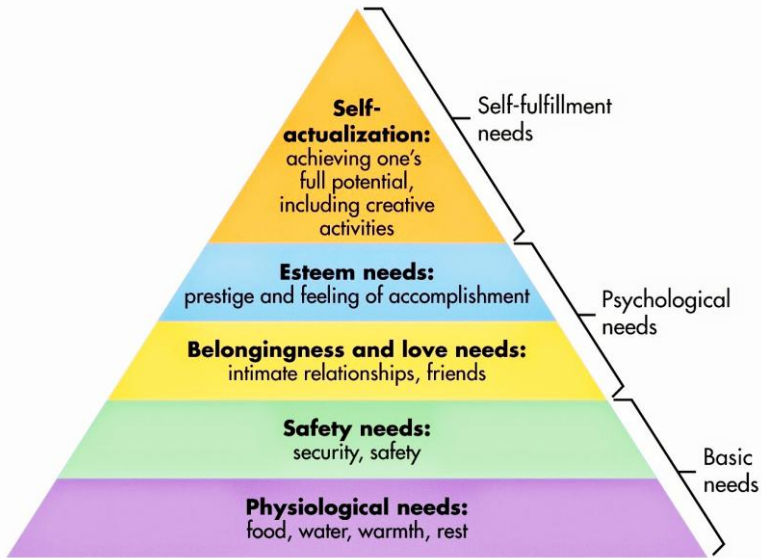 Self-
actualization:
achieving one's
full potential,
including creative
activities
Self-fulfillment
needs
Esteem needs:
prestige and feeling of accomplishment
Psychological
needs
Belongingness and love needs:
intimate relationships, friends
Safety needs:
security, safety
Basic
needs
Physiological needs:
food, water, warmth, rest